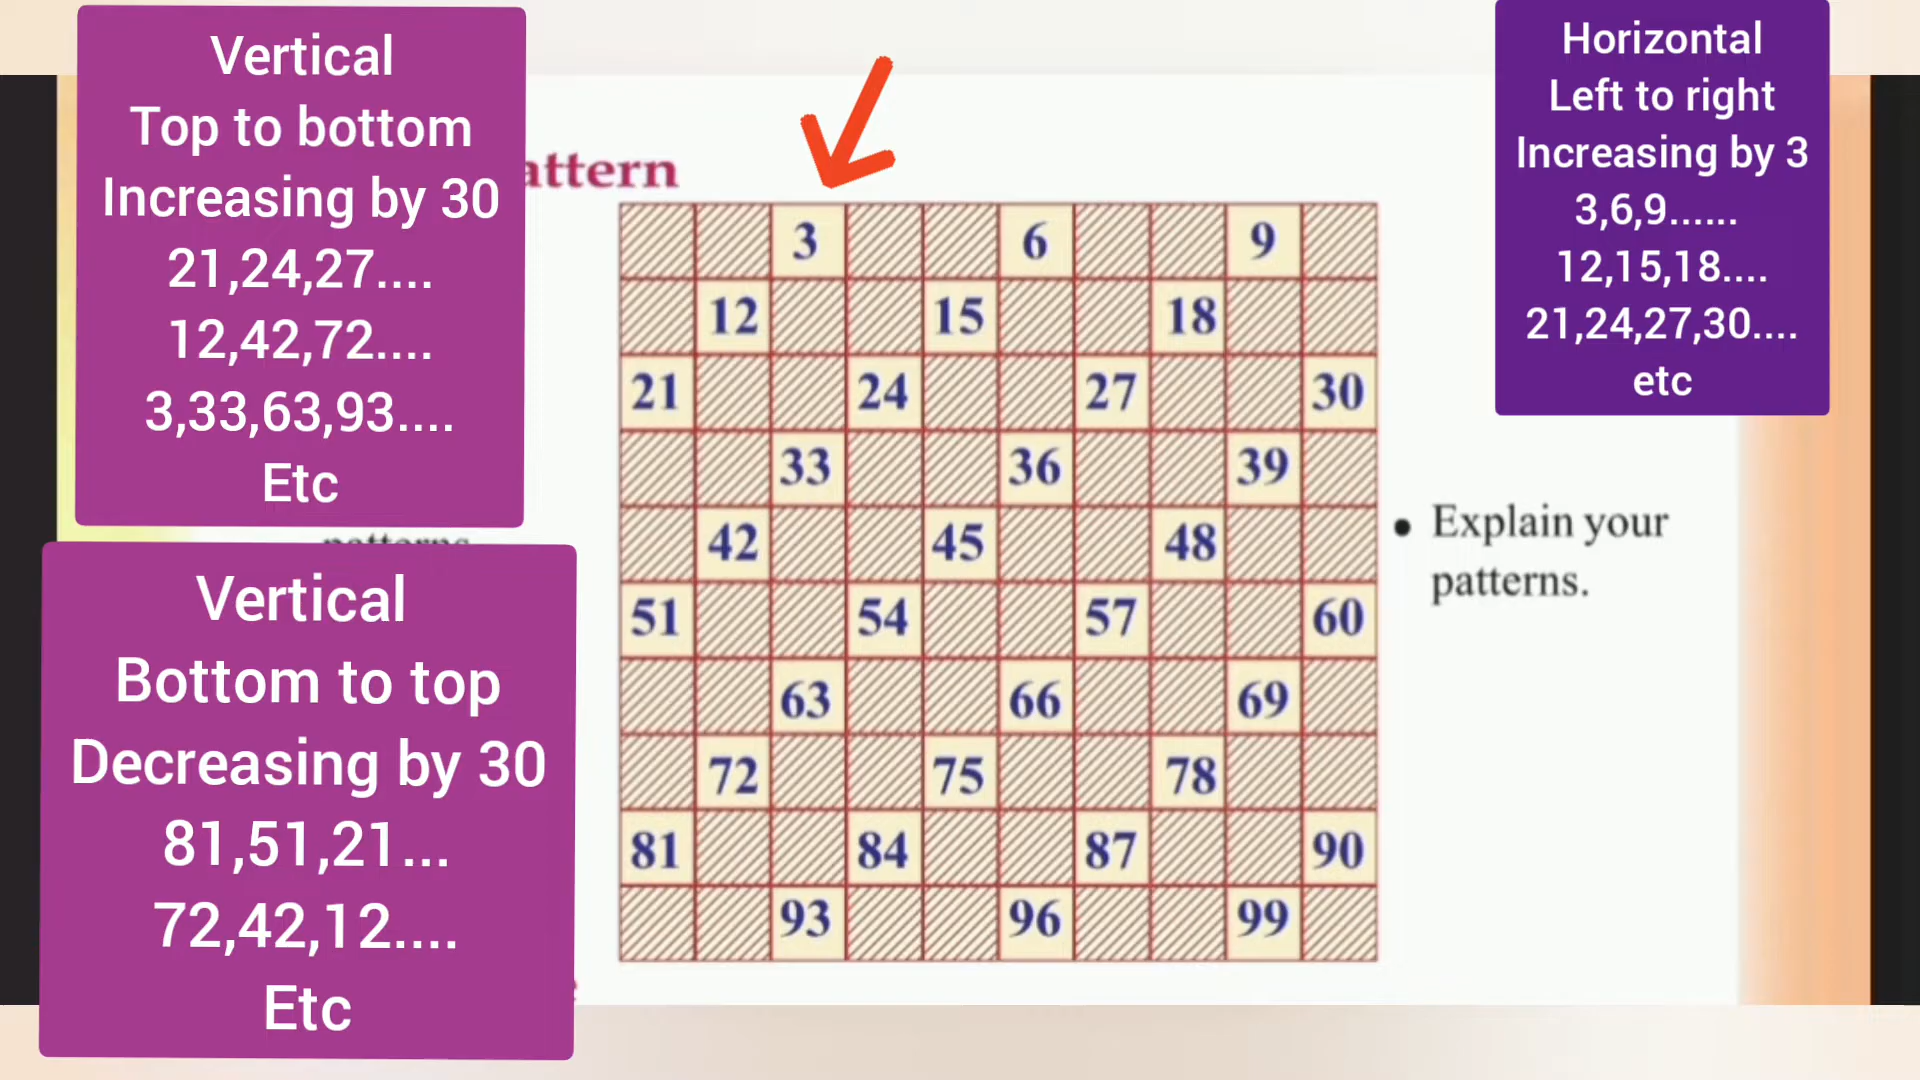 Vertical
Top to bottom
Increasing by 30
21,24,27....
12,42,72....
3,33,63,93....
Etc
Vertical
Bottom to top
Decreasing by 30
81,51,21...
72,42,12....
Etc
attern
3 6 9
12 15 18
21 24 27 30
33 36 39
42 45 48
51 54 57 60
63 66 69
72 75 78
81 84 87 90
93 96 99
Horizontal
Left to right
Increasing by 3
3,6,9......
12,15,18....
21,24,27,30....
etc
• Explain your
patterns.